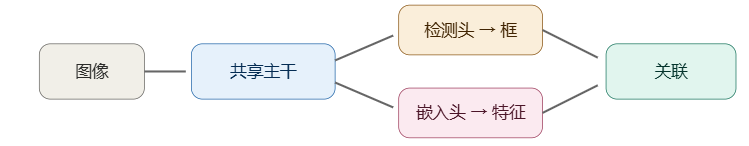 图像
共享主干
检测头 → 框
嵌入头 → 特征
关联